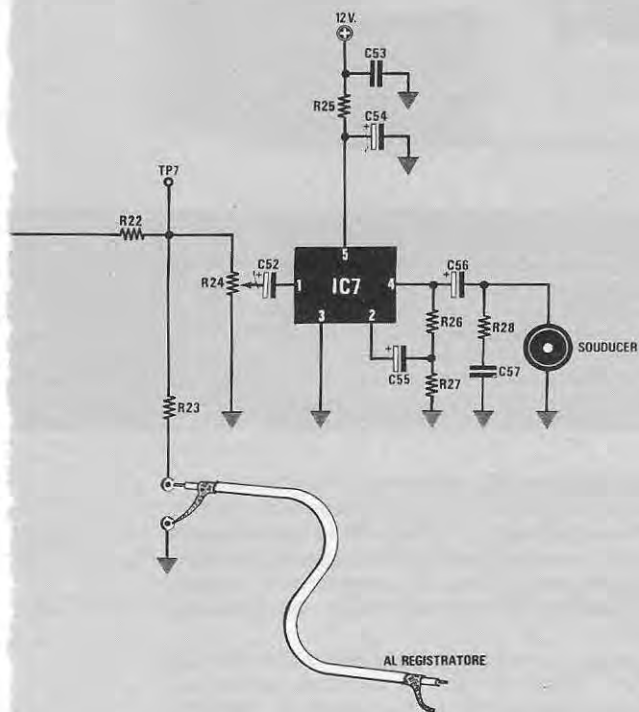 12V.
C53
R25
C54
TP7
R22
R24
C52
1
5
IC7
4
3
2
C56
R26
R28
SOUDUCER
C55
R27
C57
R23
AL REGISTRATORE